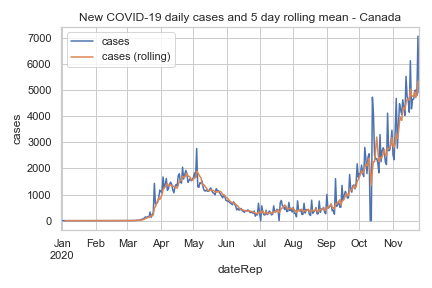 New COVID-19 daily cases and 5 day rolling mean - Canada
cases
cases (rolling)
7000
6000
5000
4000
3000
2000
1000
0
cases
Jan
2020
Feb
Mar
Apr
May
Jun
Jul
Aug
Sep
Oct
Nov
dateRep